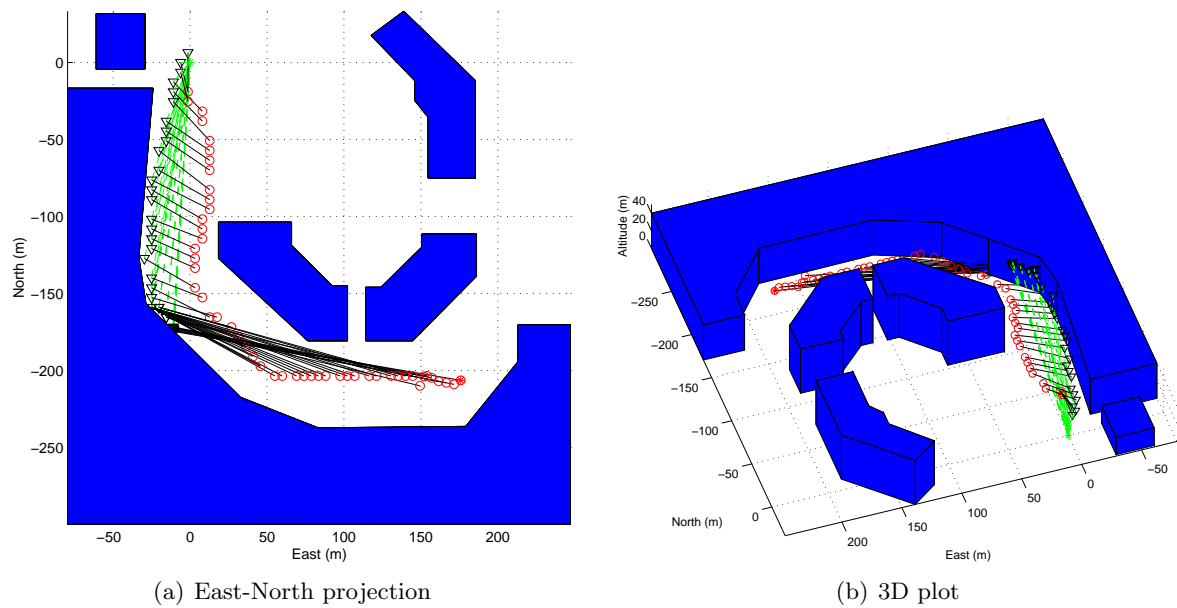 0
−50
−100
−150
−200
−250
North (m)
−50 0 50 100 150 200
East (m)
(a) East-North projection
40
20
0
Altitude (m)
−250
−200
−150
−100
−50
0
North (m)
200 150 100 50 0 −50
East (m)
(b) 3D plot